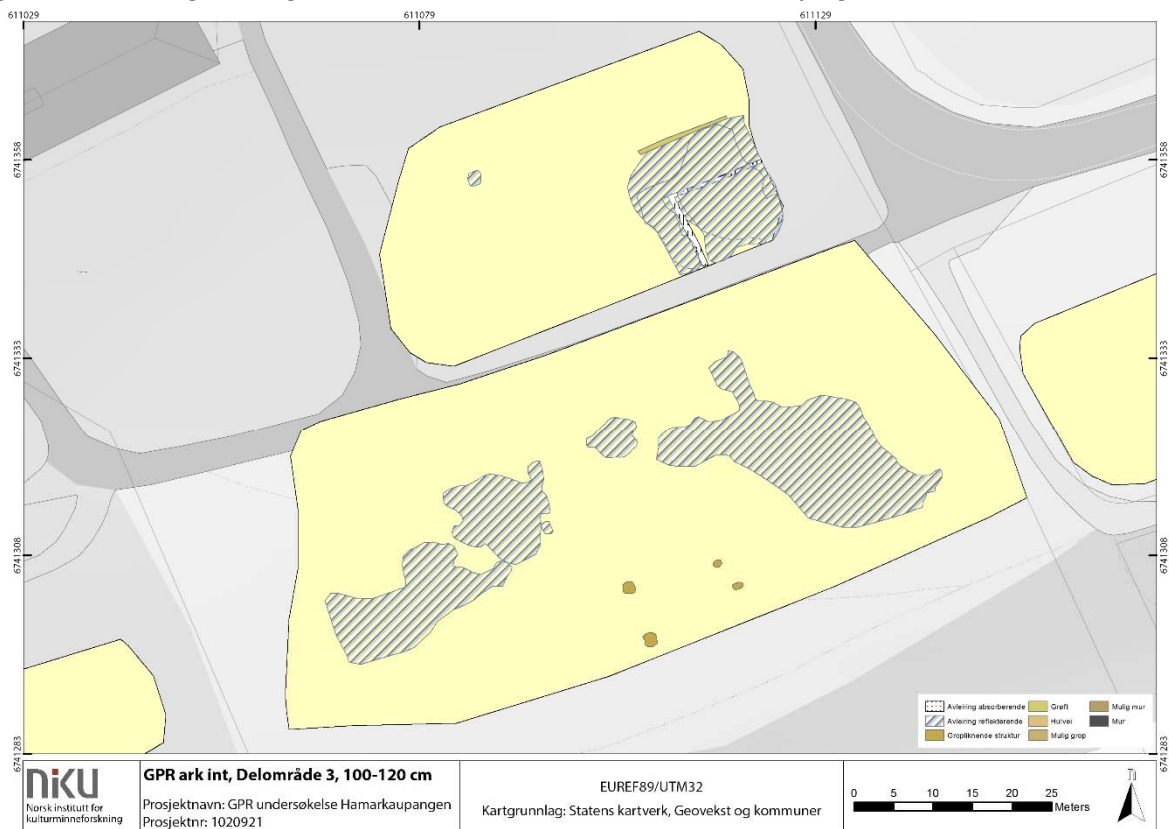 611029
611079
611129
6741358
6741358
6741333
6741333
6741308
6741308
6741283
6741283
Avleiring absorberende
Grøft
Mulig mur
Avleiring reflekterende
Hulvei
Mur
Gropliknende struktur
Mulig grop
niku
Norsk institutt for
kulturminneforskning
GPR ark int, Delområde 3, 100-120 cm
Prosjektnavn: GPR undersøkelse Hamarkaupangen
Prosjektnr: 1020921
EUREF89/UTM32
Kartgrunnlag: Statens kartverk, Geovekst og kommuner
0 5 10 15 20 25
Meters